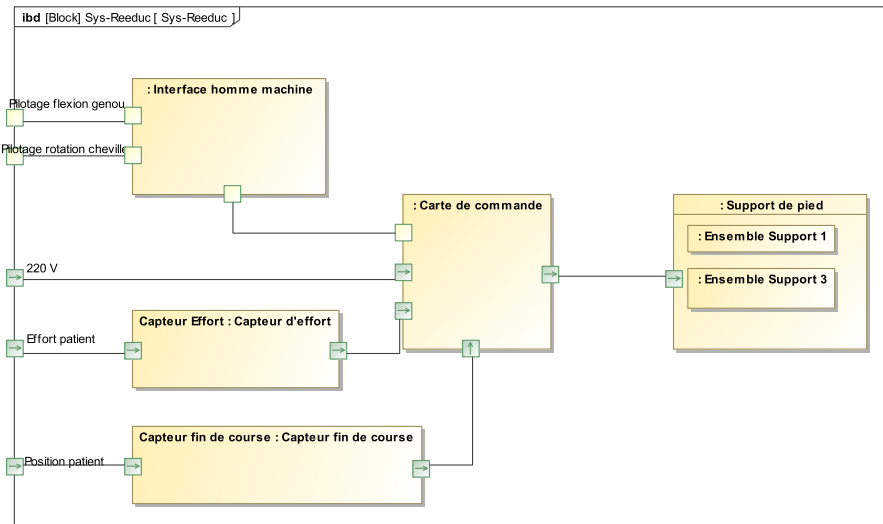 ibd [Block] Sys-Reeduc [ Sys-Reeduc ]
: Interface homme machine
Pilotage flexion genou
Pilotage rotation cheville
: Carte de commande
: Support de pied
: Ensemble Support 1
220 V
: Ensemble Support 3
Capteur Effort : Capteur d'effort
Effort patient
Capteur fin de course : Capteur fin de course
Position patient